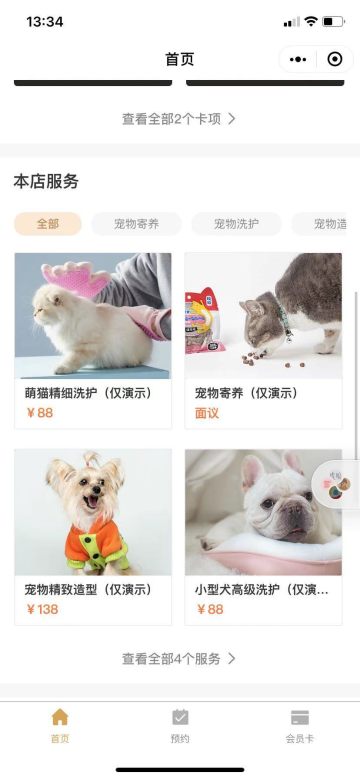 13:34
首页
查看全部2个卡项
本店服务
全部
宠物寄养
宠物洗护
宠物造
萌猫精细洗护（仅演示）
￥88
宠物寄养（仅演示）
面议
宠物精致造型（仅演示）
￥138
小型犬高级洗护（仅演...
￥88
查看全部4个服务
首页
预约
会员卡